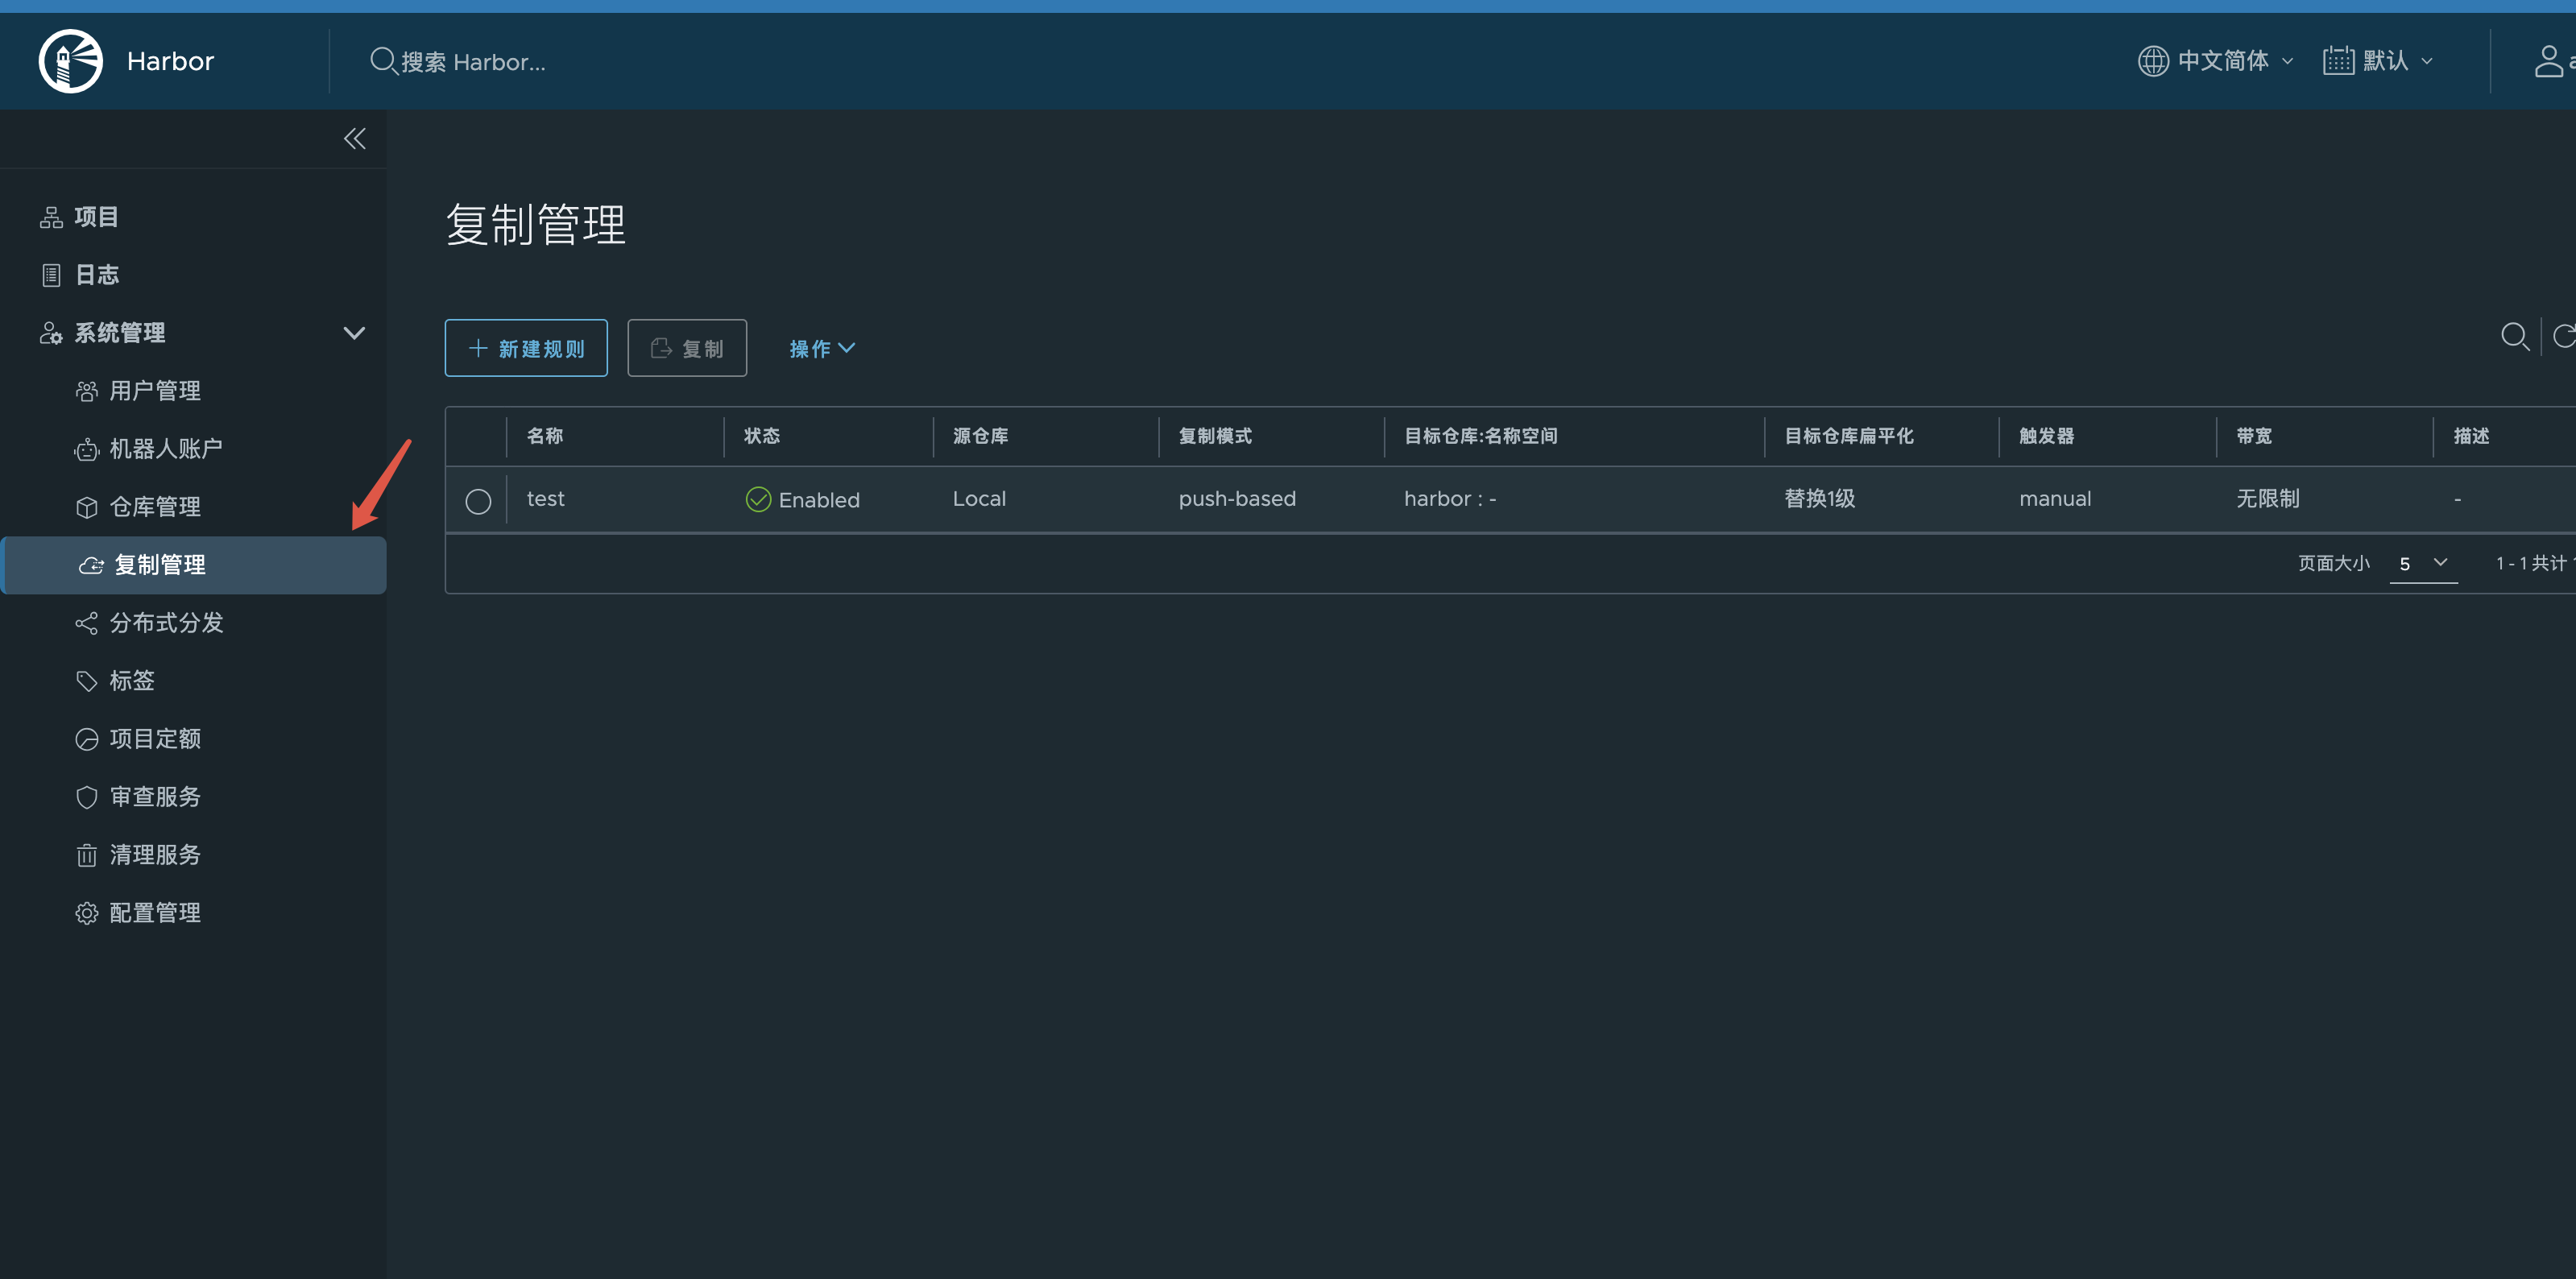 Harbor
搜索 Harbor...
中文简体
默认
项目
日志
系统管理
用户管理
机器人账户
仓库管理
复制管理
分布式分发
标签
项目定额
审查服务
清理服务
配置管理
复制管理
新建规则
复制
操作
名称 状态 源仓库 复制模式 目标仓库:名称空间 目标仓库扁平化 触发器 带宽 描述
test Enabled Local push-based harbor : - 替换1级 manual 无限制 -
页面大小 5 1 - 1 共计